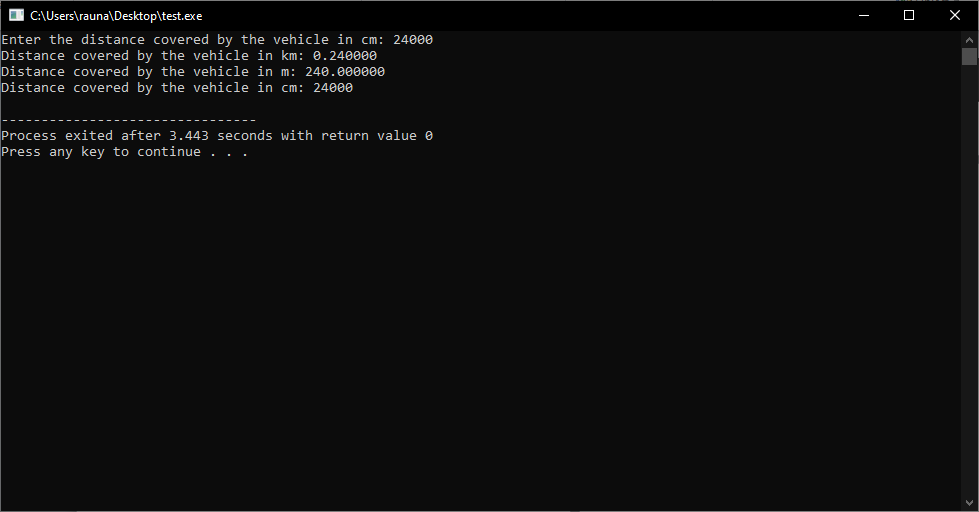 C:\Users\rauna\Desktop\test.exe
Enter the distance covered by the vehicle in cm: 24000
Distance covered by the vehicle in km: 0.240000
Distance covered by the vehicle in m: 240.000000
Distance covered by the vehicle in cm: 24000
--------------------------------
Process exited after 3.443 seconds with return value 0
Press any key to continue . . .